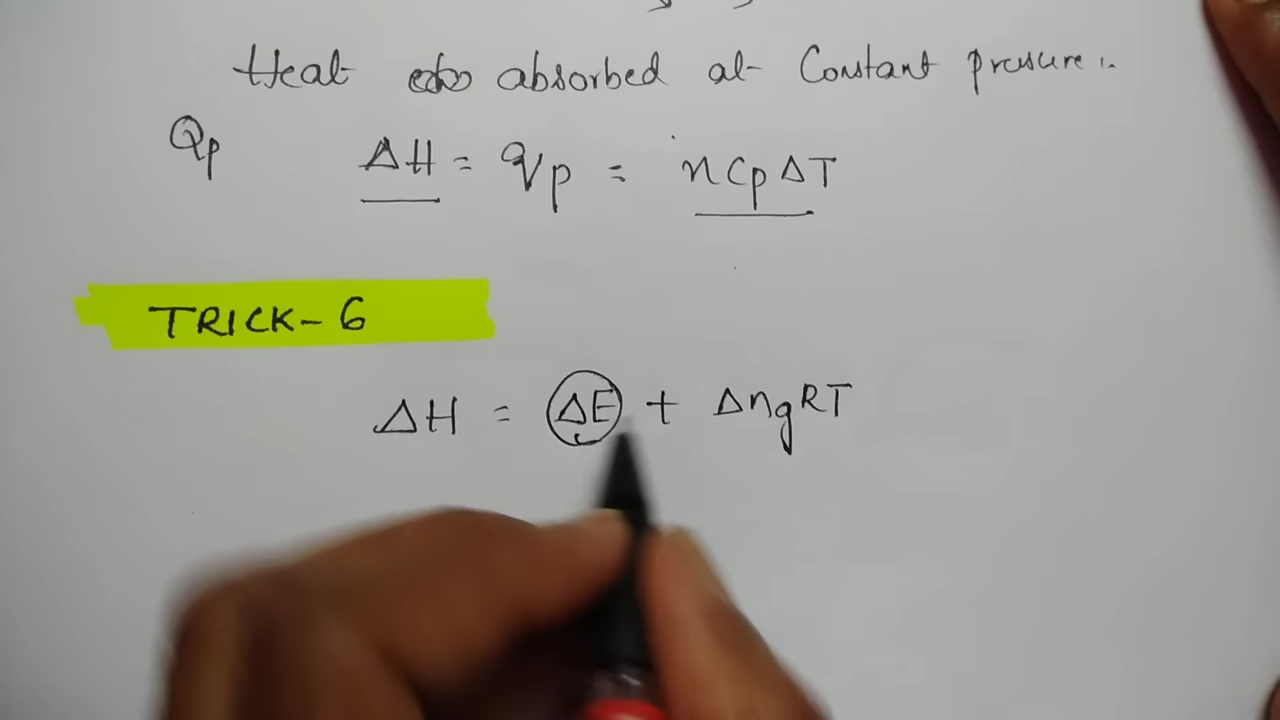 Heat absorbed at Constant pressure.
Qp ΔH = qp = nCpΔT
TRICK-6
ΔH = ΔE + ΔngRT